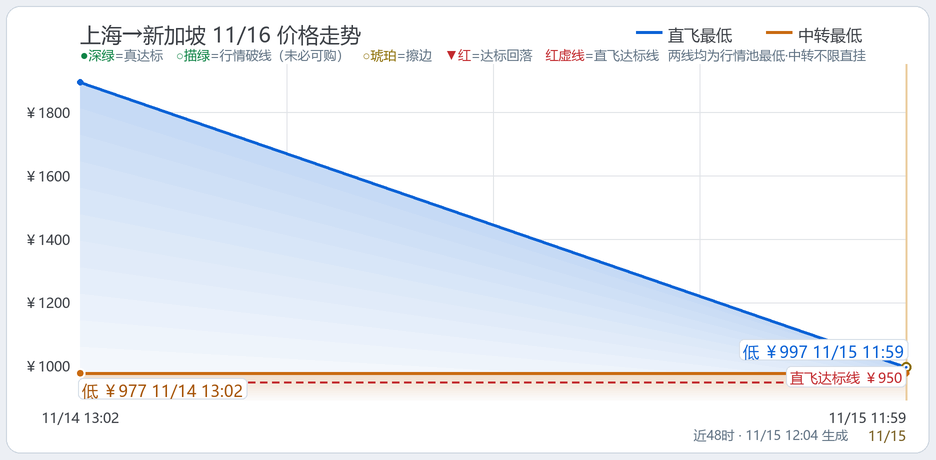 上海→新加坡 11/16 价格走势
直飞最低 中转最低
●深绿=真达标 ○描绿=行情破线（未必可购） ○琥珀=擦边 ▼红=达标回落 红虚线=直飞达标线 两线均为行情池最低·中转不限直挂
￥1800
￥1600
￥1400
￥1200
￥1000
低 ￥997 11/15 11:59
直飞达标线 ￥950
低 ￥977 11/14 13:02
11/14 13:02
11/15 11:59
近48时 · 11/15 12:04 生成 11/15